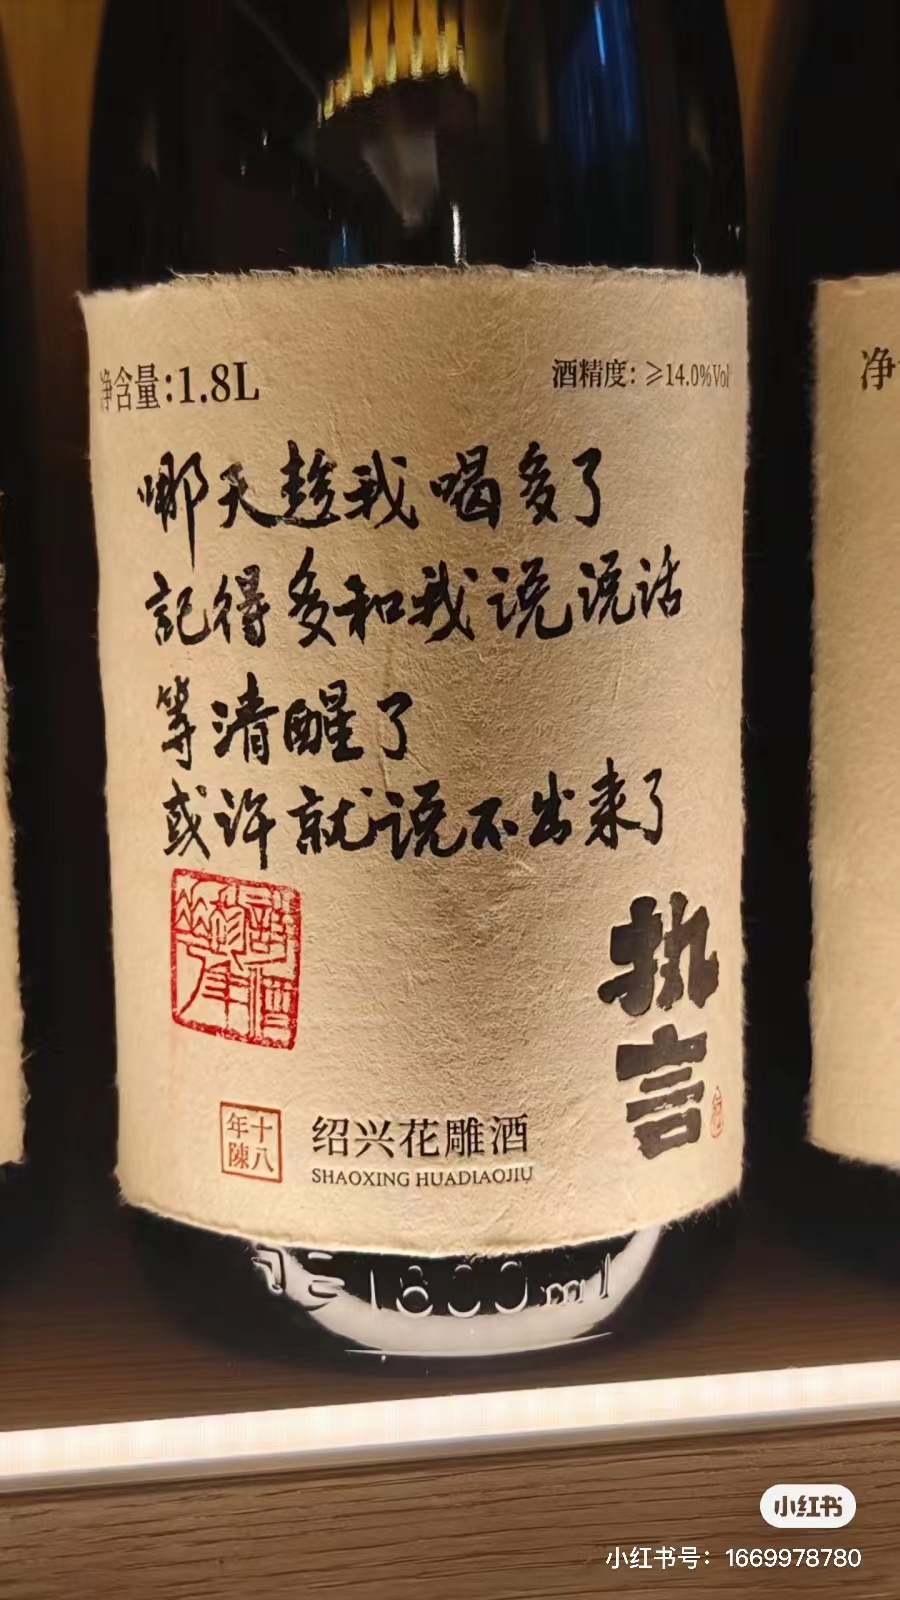 净含量:1.8L
酒精度: ≥14.0%Vol
净
哪天趁我喝多了
記得多和我说说话
等清醒了
或许就说不出来了
执言
十八年陳
绍兴花雕酒
SHAOXING HUADIAOJIU
1800ml
小红书
小红书号: 1669978780